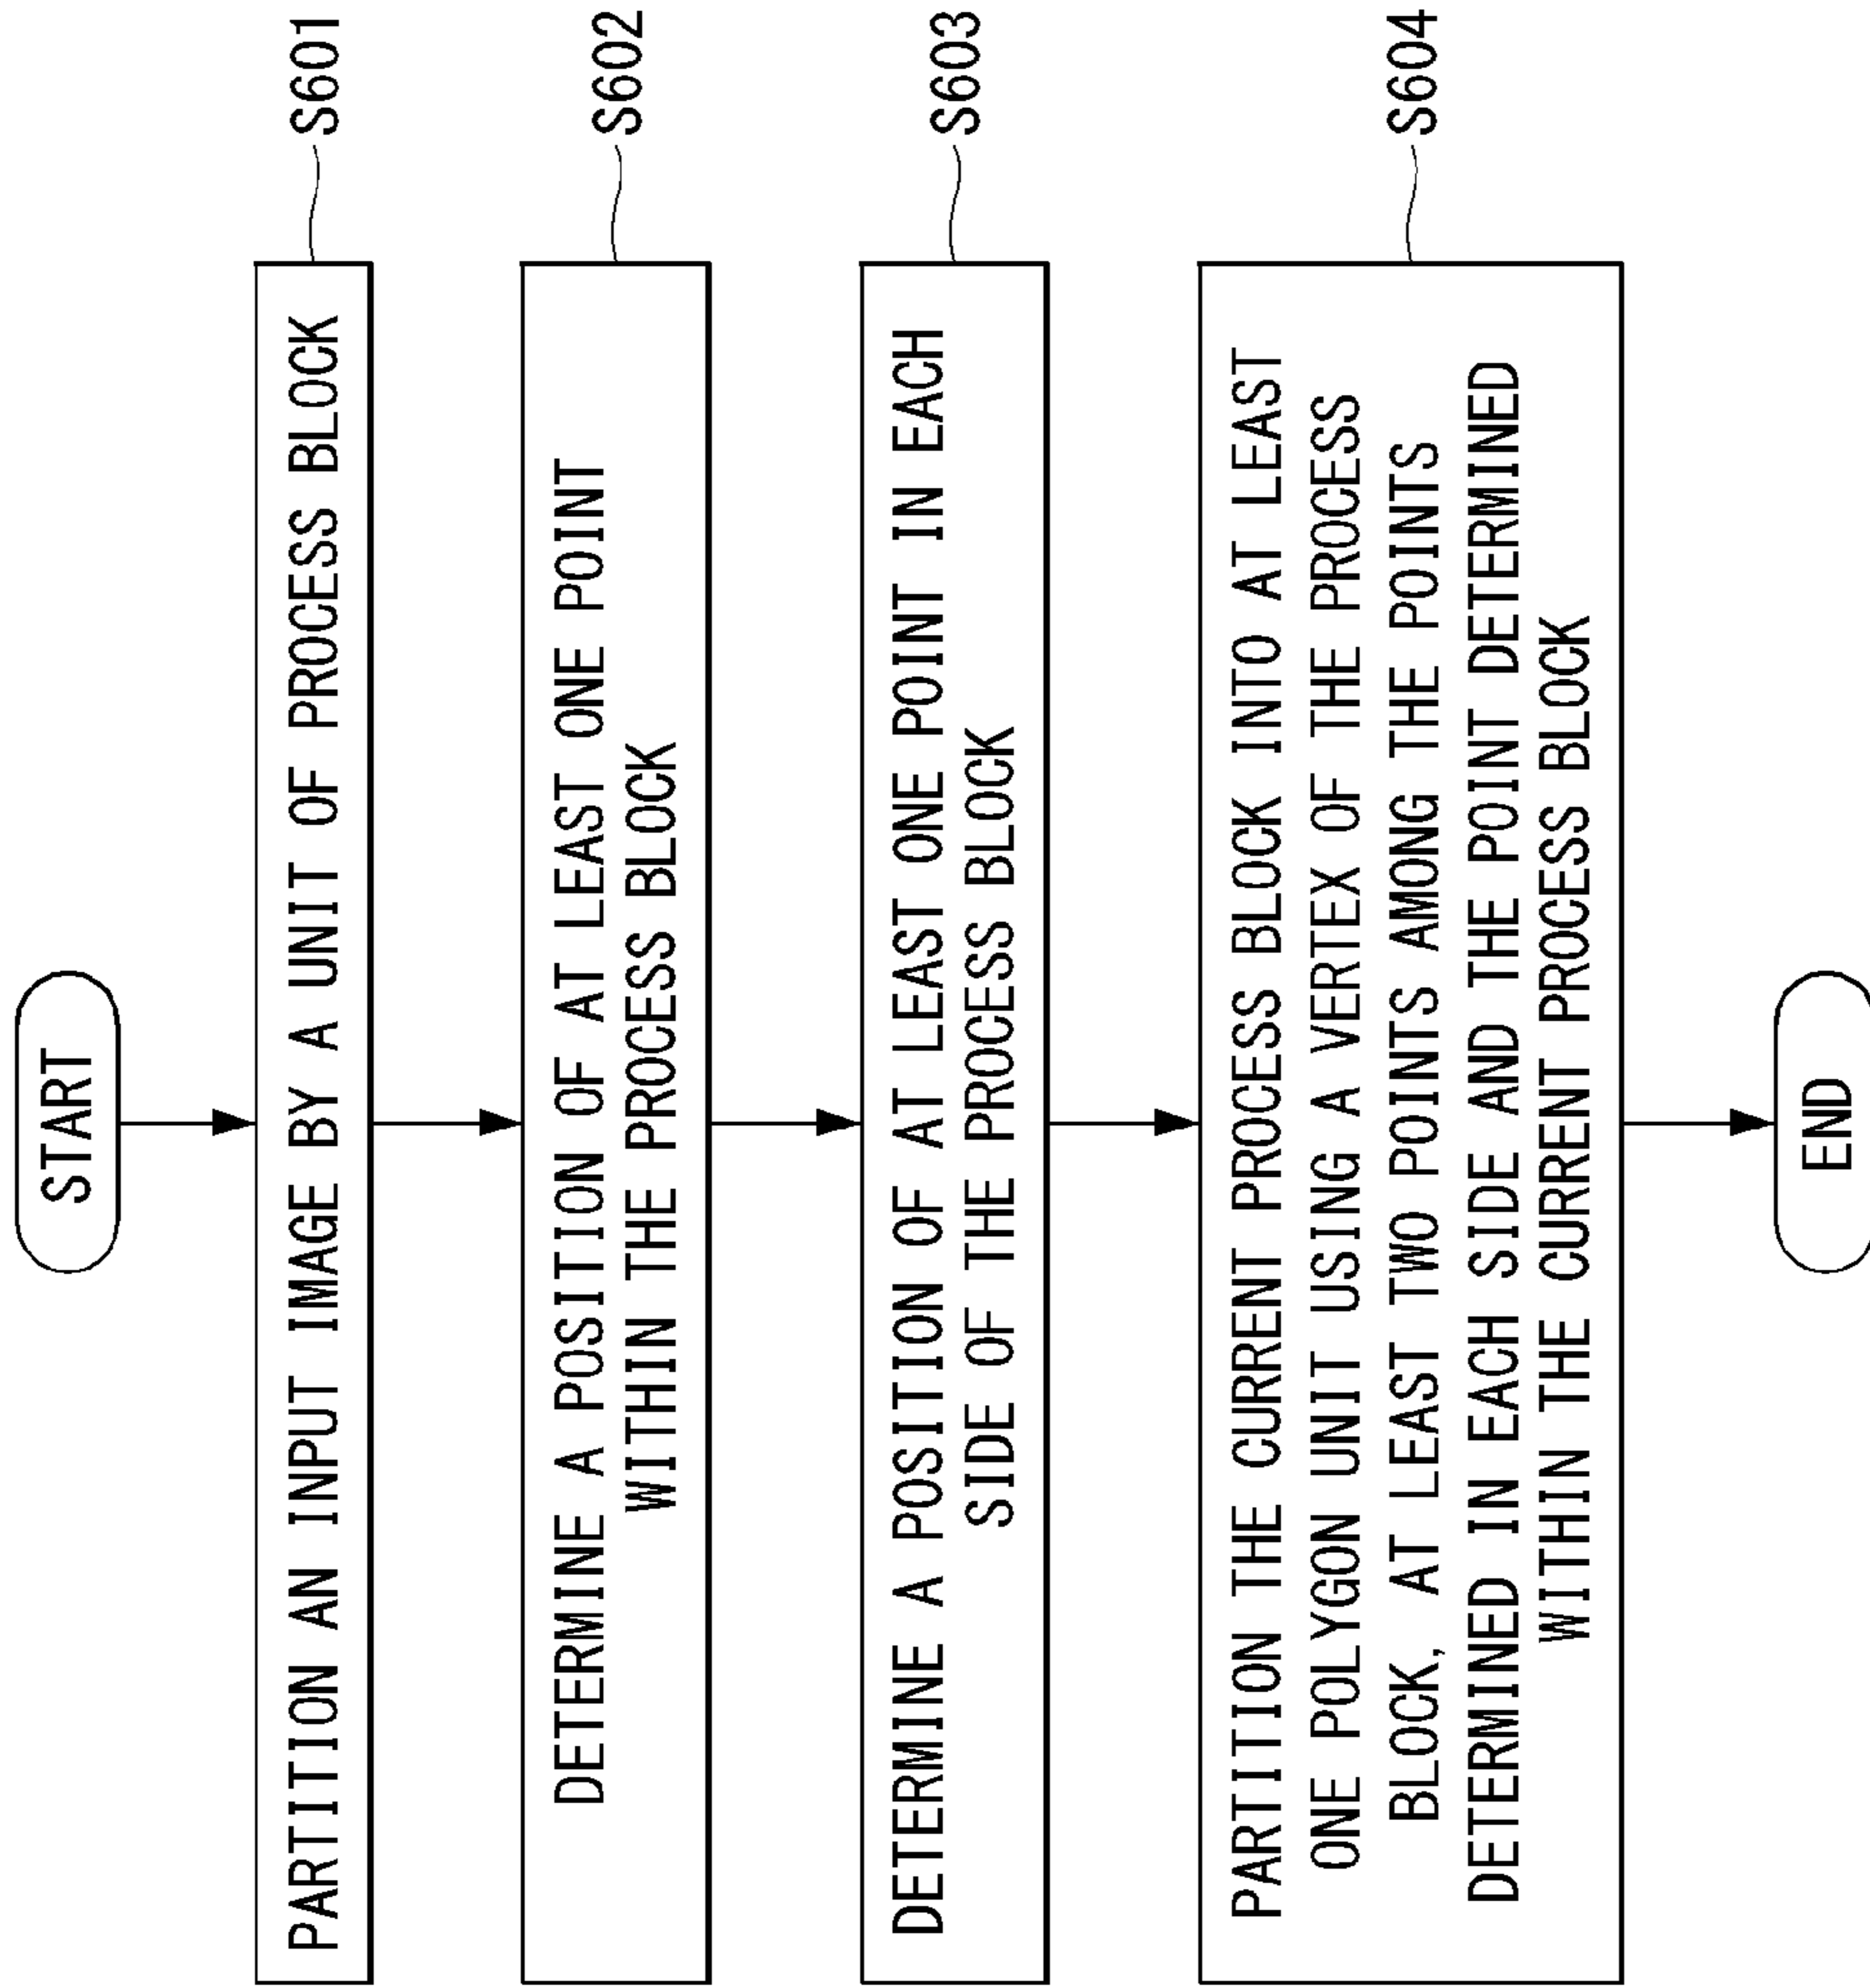 START
PARTITION AN INPUT IMAGE BY A UNIT OF PROCESS BLOCK
S601
DETERMINE A POSITION OF AT LEAST ONE POINT
WITHIN THE PROCESS BLOCK
S602
DETERMINE A POSITION OF AT LEAST ONE POINT IN EACH
SIDE OF THE PROCESS BLOCK
S603
PARTITION THE CURRENT PROCESS BLOCK INTO AT LEAST
ONE POLYGON UNIT USING A VERTEX OF THE PROCESS
BLOCK, AT LEAST TWO POINTS AMONG THE POINTS
DETERMINED IN EACH SIDE AND THE POINT DETERMINED
WITHIN THE CURRENT PROCESS BLOCK
S604
END